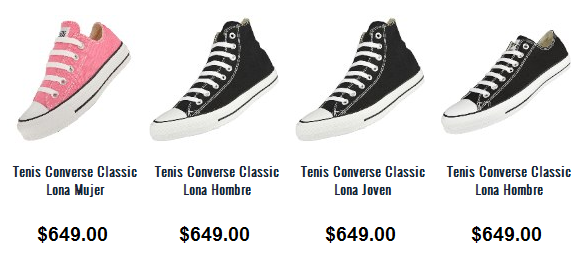 Tenis Converse Classic
Lona Mujer
$649.00
Tenis Converse Classic
Lona Hombre
$649.00
Tenis Converse Classic
Lona Joven
$649.00
Tenis Converse Classic
Lona Hombre
$649.00